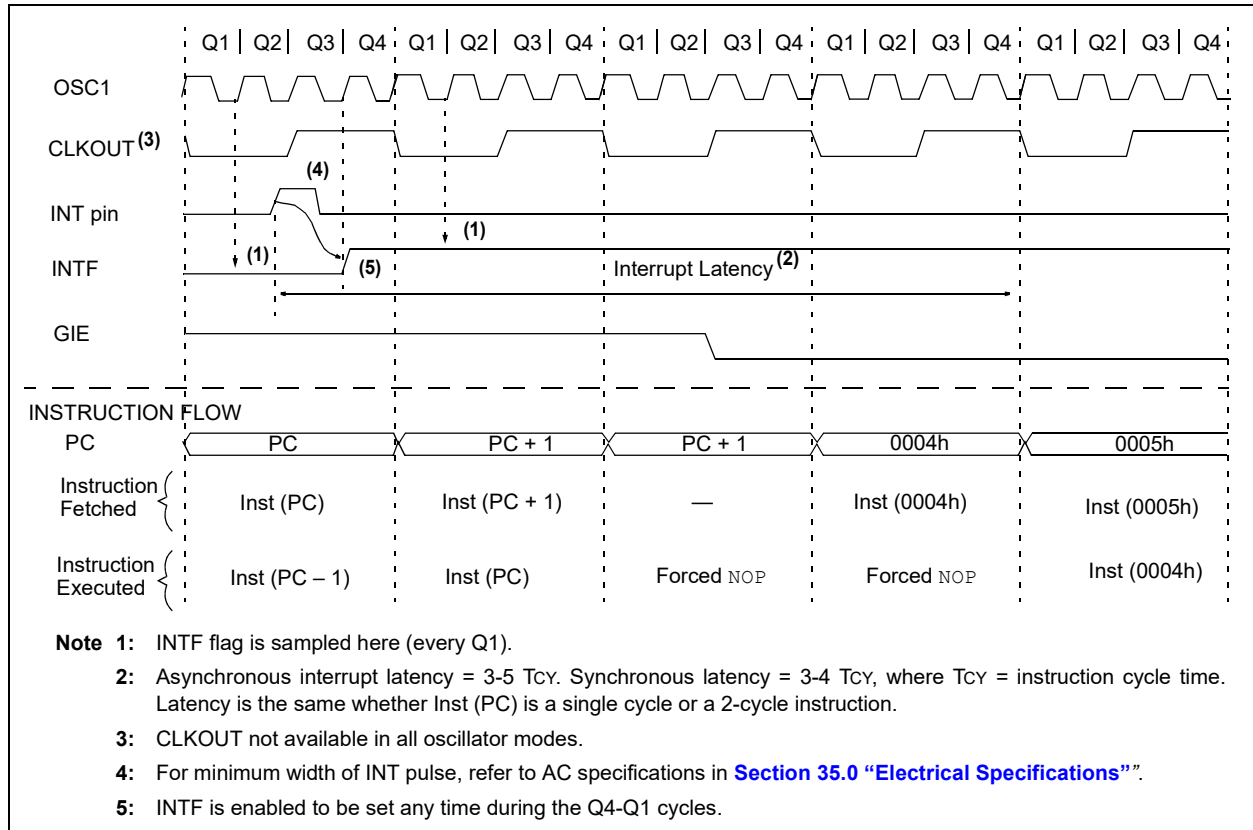 Q1 Q2 Q3 Q4 Q1 Q2 Q3 Q4 Q1 Q2 Q3 Q4 Q1 Q2 Q3 Q4 Q1 Q2 Q3 Q4
OSC1
CLKOUT (3)
(4)
INT pin
(1) (1)
INTF (5) Interrupt Latency (2)
GIE
INSTRUCTION FLOW
PC PC PC + 1 PC + 1 0004h 0005h
Instruction Fetched Inst (PC) Inst (PC + 1) — Inst (0004h) Inst (0005h)
Instruction Executed Inst (PC – 1) Inst (PC) Forced NOP Forced NOP Inst (0004h)
Note 1: INTF flag is sampled here (every Q1).
2: Asynchronous interrupt latency = 3-5 TCY. Synchronous latency = 3-4 TCY, where TCY = instruction cycle time.
Latency is the same whether Inst (PC) is a single cycle or a 2-cycle instruction.
3: CLKOUT not available in all oscillator modes.
4: For minimum width of INT pulse, refer to AC specifications in Section 35.0 “Electrical Specifications””.
5: INTF is enabled to be set any time during the Q4-Q1 cycles.